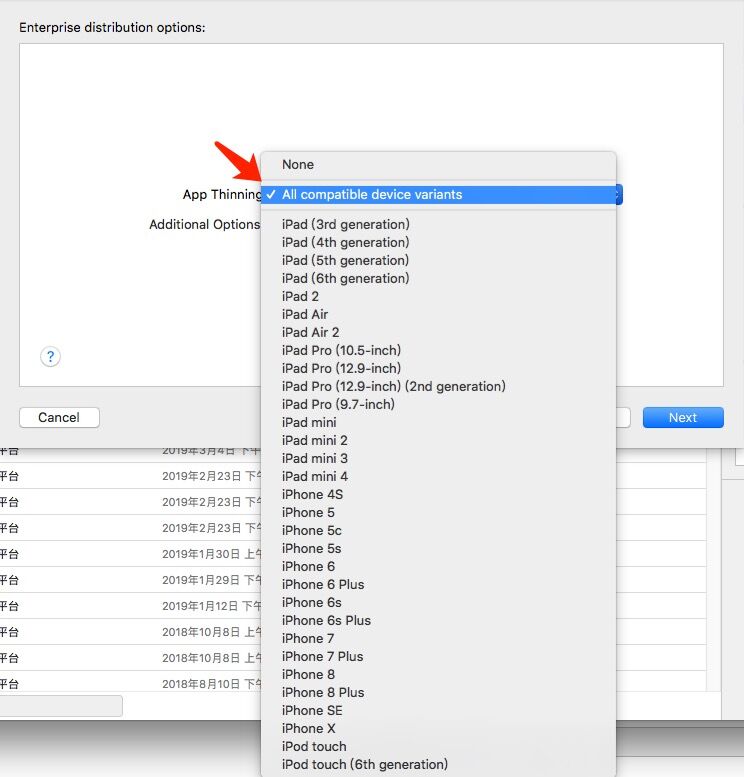 Enterprise distribution options:
None
App Thinning
✓ All compatible device variants
Additional Options
iPad (3rd generation)
iPad (4th generation)
iPad (5th generation)
iPad (6th generation)
iPad 2
iPad Air
iPad Air 2
iPad Pro (10.5-inch)
iPad Pro (12.9-inch)
iPad Pro (12.9-inch) (2nd generation)
iPad Pro (9.7-inch)
iPad mini
iPad mini 2
iPad mini 3
iPad mini 4
iPhone 4S
iPhone 5
iPhone 5c
iPhone 5s
iPhone 6
iPhone 6 Plus
iPhone 6s
iPhone 6s Plus
iPhone 7
iPhone 7 Plus
iPhone 8
iPhone 8 Plus
iPhone SE
iPhone X
iPod touch
iPod touch (6th generation)
?
Cancel
Next
平台 2019年3月4日 下午
平台 2019年2月23日 下午
平台 2019年2月23日 下午
平台 2019年2月23日 下午
平台 2019年1月30日 上午
平台 2019年1月29日 下午
平台 2019年1月12日 下午
平台 2018年10月8日 上午
平台 2018年10月8日 上午
平台 2018年8月10日 下午